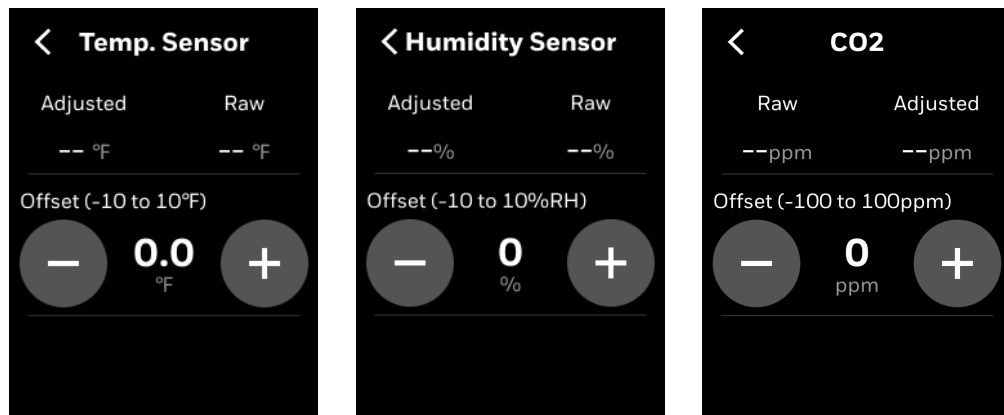 Temp. Sensor
Adjusted Raw
-- °F -- °F
Offset (-10 to 10°F)
− 0.0 +
°F
Humidity Sensor
Adjusted Raw
--% --%
Offset (-10 to 10%RH)
− 0 +
%
CO2
Raw Adjusted
--ppm --ppm
Offset (-100 to 100ppm)
− 0 +
ppm